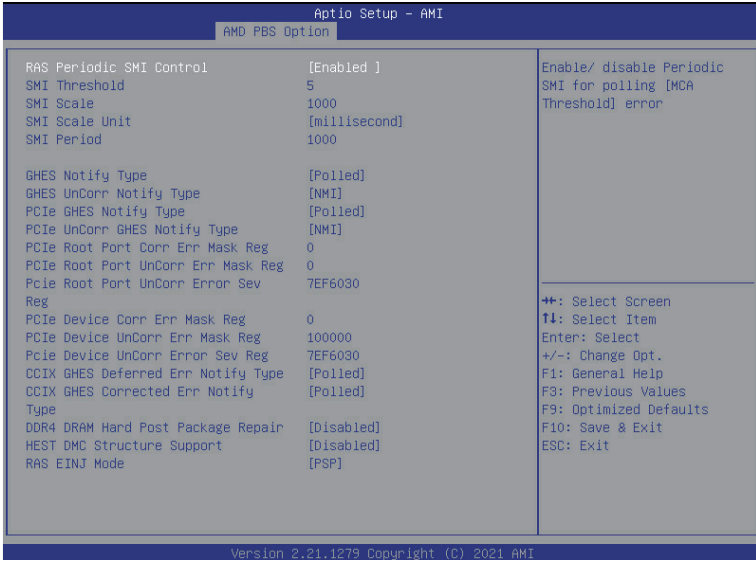 Aptio Setup – AMI
AMD PBS Option
RAS Periodic SMI Control [Enabled ]
SMI Threshold 5
SMI Scale 1000
SMI Scale Unit [millisecond]
SMI Period 1000
GHES Notify Type [Polled]
GHES UnCorr Notify Type [NMI]
PCIe GHES Notify Type [Polled]
PCIe UnCorr GHES Notify Type [NMI]
PCIe Root Port Corr Err Mask Reg 0
PCIe Root Port UnCorr Err Mask Reg 0
Pcie Root Port UnCorr Error Sev 7EF6030
Reg
PCIe Device Corr Err Mask Reg 0
PCIe Device UnCorr Err Mask Reg 100000
Pcie Device UnCorr Error Sev Reg 7EF6030
CCIX GHES Deferred Err Notify Type [Polled]
CCIX GHES Corrected Err Notify [Polled]
Type
DDR4 DRAM Hard Post Package Repair [Disabled]
HEST DMC Structure Support [Disabled]
RAS EINJ Mode [PSP]
Enable/ disable Periodic
SMI for polling [MCA
Threshold] error
→←: Select Screen
↑↓: Select Item
Enter: Select
+/-: Change Opt.
F1: General Help
F3: Previous Values
F9: Optimized Defaults
F10: Save & Exit
ESC: Exit
Version 2.21.1279 Copyright (C) 2021 AMI